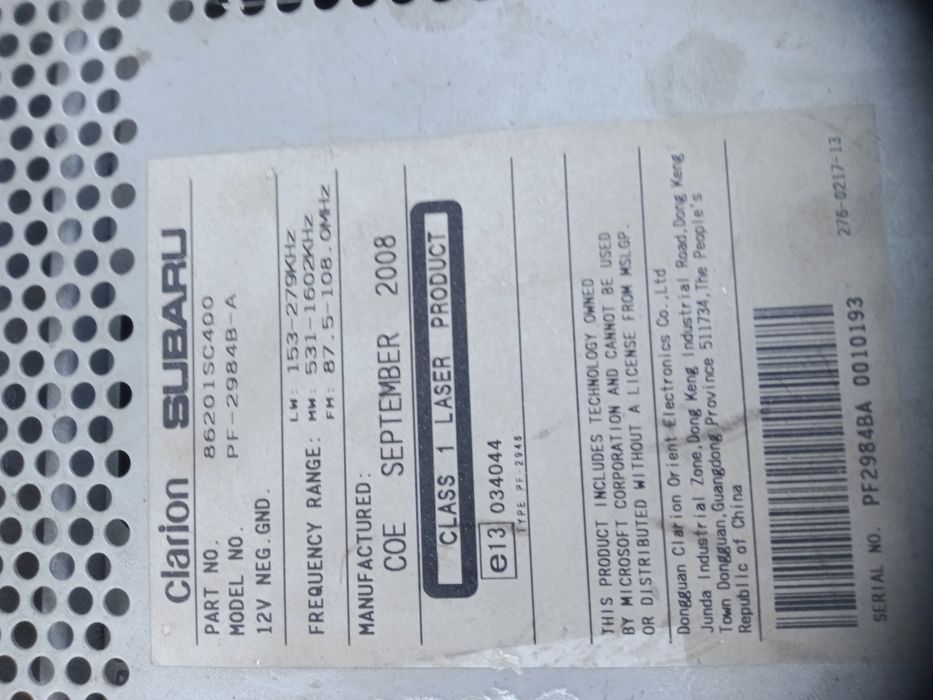 Clarion SUBARU
PART NO. 86201SC400
MODEL NO. PF-2984B-A
12V NEG.GND.
FREQUENCY RANGE: LW: 153-279KHz
MW: 531-1602KHz
FM: 87.5-108.0MHz
MANUFACTURED:
COE SEPTEMBER 2008
CLASS 1 LASER PRODUCT
e13 034044
TYPE PF-294
THIS PRODUCT INCLUDES TECHNOLOGY OWNED
BY MICROSOFT CORPORATION AND CANNOT BE USED
OR DISTRIBUTED WITHOUT A LICENSE FROM MSLGP.
Dongguan Clarion Orient Electronics Co.,Ltd
Junda Industrial Zone,Dong Keng Industrial Road,Dong Keng
Town Dongguan,Guangdong Province 511734,The People's
Republic of China
276-0217-13
SERIAL NO. PF2984BA 0010193